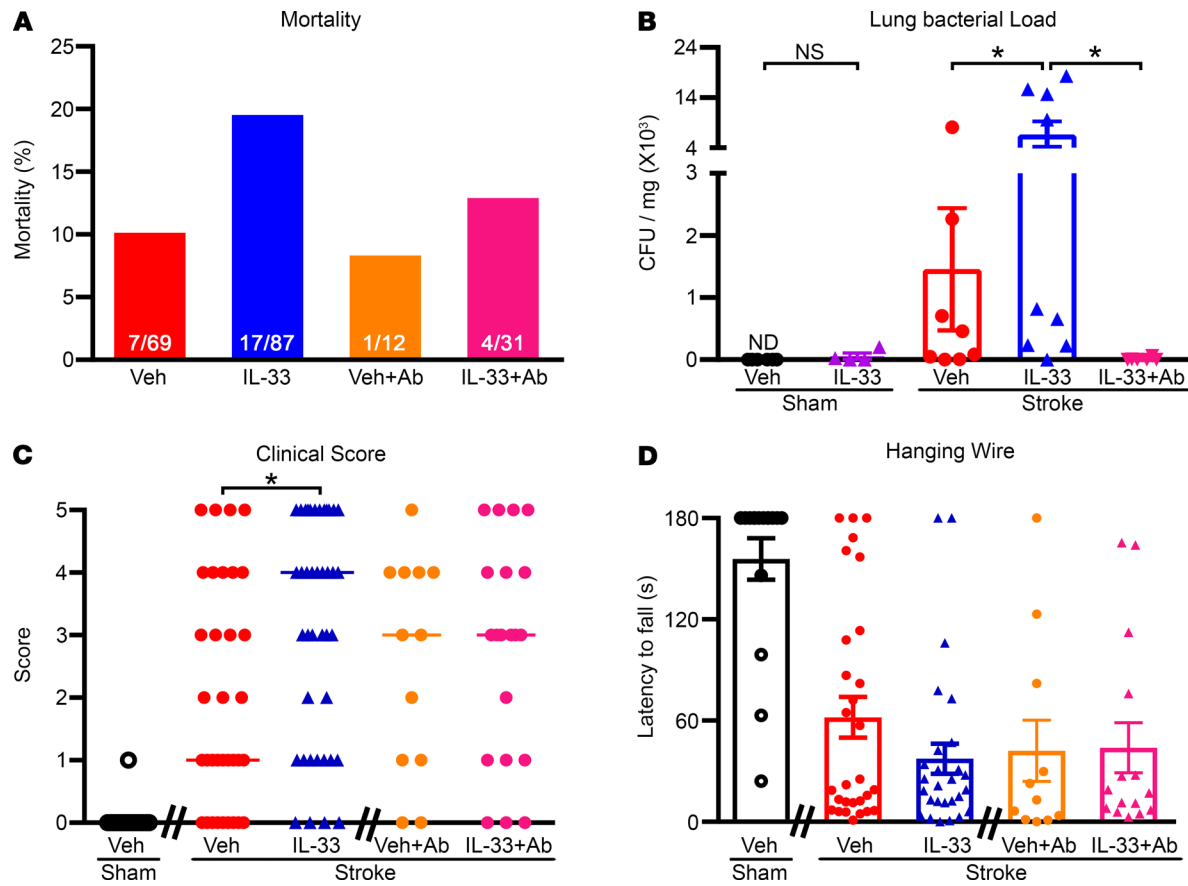 A
Mortality
Mortality (%)
25
20
15
10
5
0
7/69
17/87
1/12
4/31
Veh
IL-33
Veh+Ab
IL-33+Ab
B
Lung bacterial Load
CFU / mg (X10³)
24
14
4
3
2
1
0
NS
*
*
ND
Veh
IL-33
Veh
IL-33
IL-33+Ab
Sham
Stroke
C
Clinical Score
Score
5
4
3
2
1
0
*
Veh
IL-33
Veh+Ab
IL-33+Ab
Veh
Sham
Stroke
D
Hanging Wire
Latency to fall (s)
180
120
60
0
Veh
Veh
IL-33
Veh+Ab
IL-33+Ab
Sham
Stroke